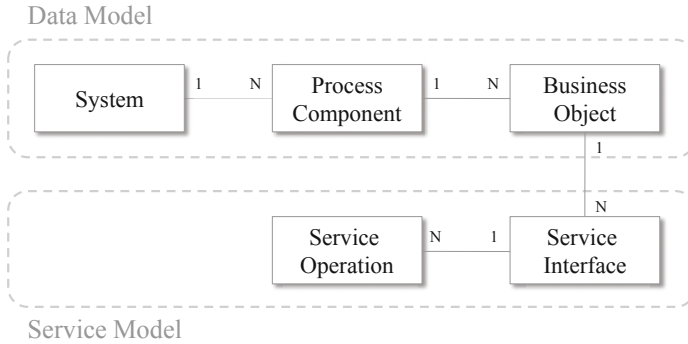 Data Model
System
1
N
Process
Component
1
N
Business
Object
1
N
Service
Operation
N
1
Service
Interface
Service Model